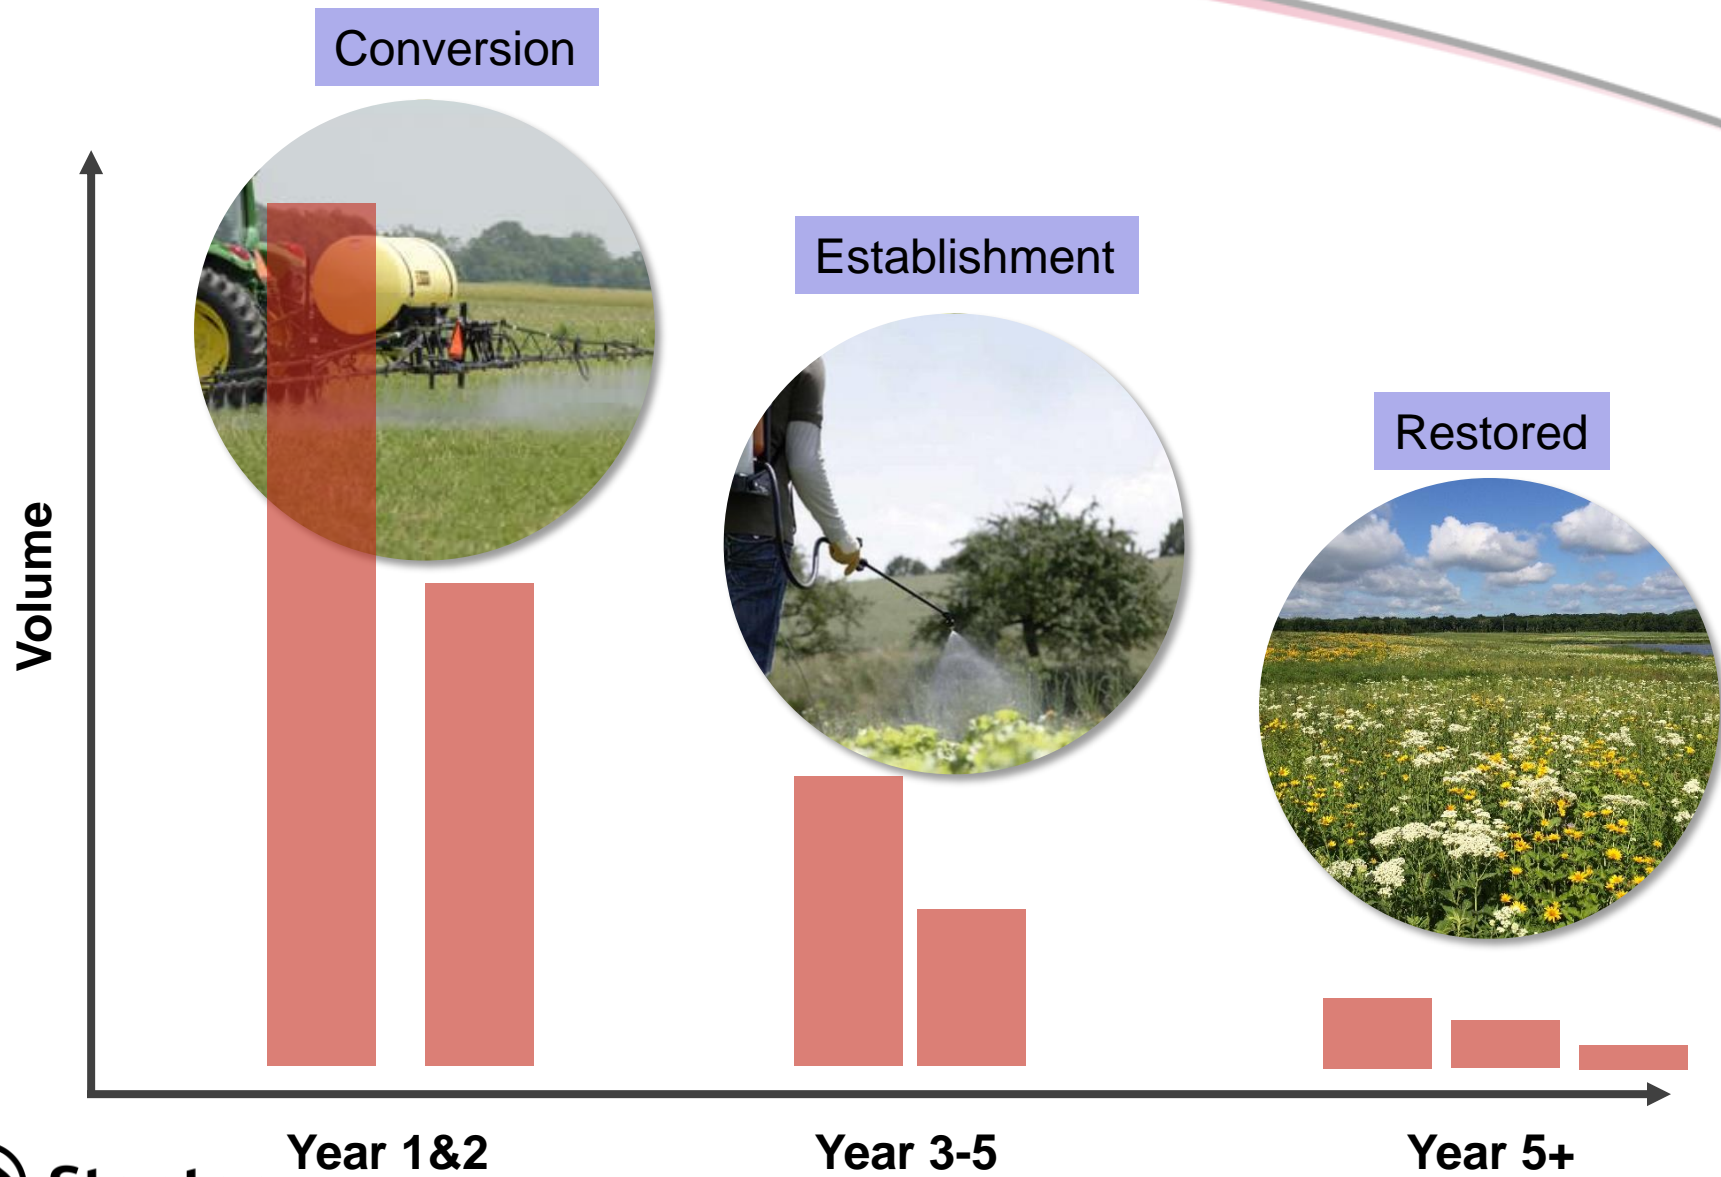 Conversion
Establishment
Restored
Volume
Year 1&2
Year 3-5
Year 5+